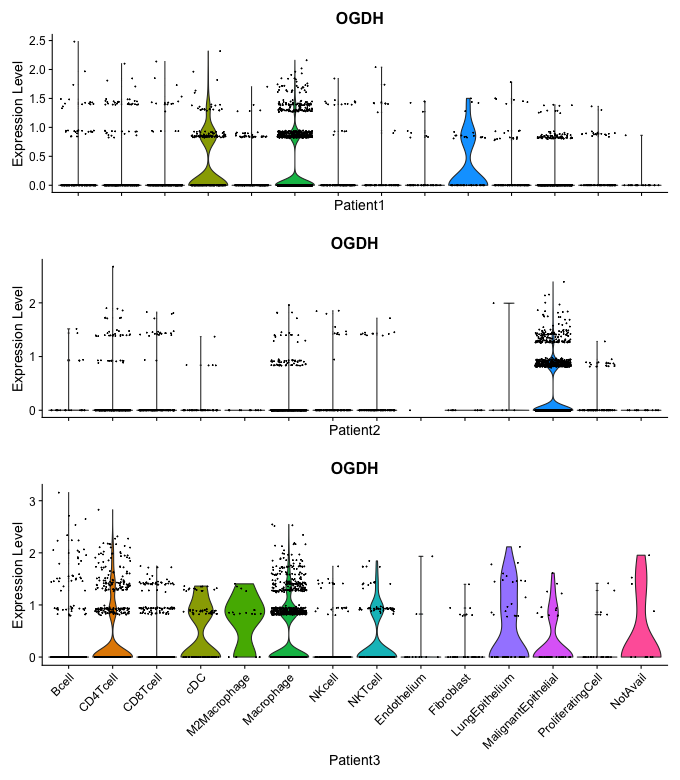 OGDH
Expression Level
2.5
2.0
1.5
1.0
0.5
0.0
Patient1
OGDH
Expression Level
2
1
0
Patient2
OGDH
Expression Level
3
2
1
0
Bcell
CD4Tcell
CD8Tcell
cDC
M2Macrophage
Macrophage
NKcell
NKTcell
Endothelium
Fibroblast
LungEpithelium
MalignantEpithelial
ProliferatingCell
NotAvail
Patient3